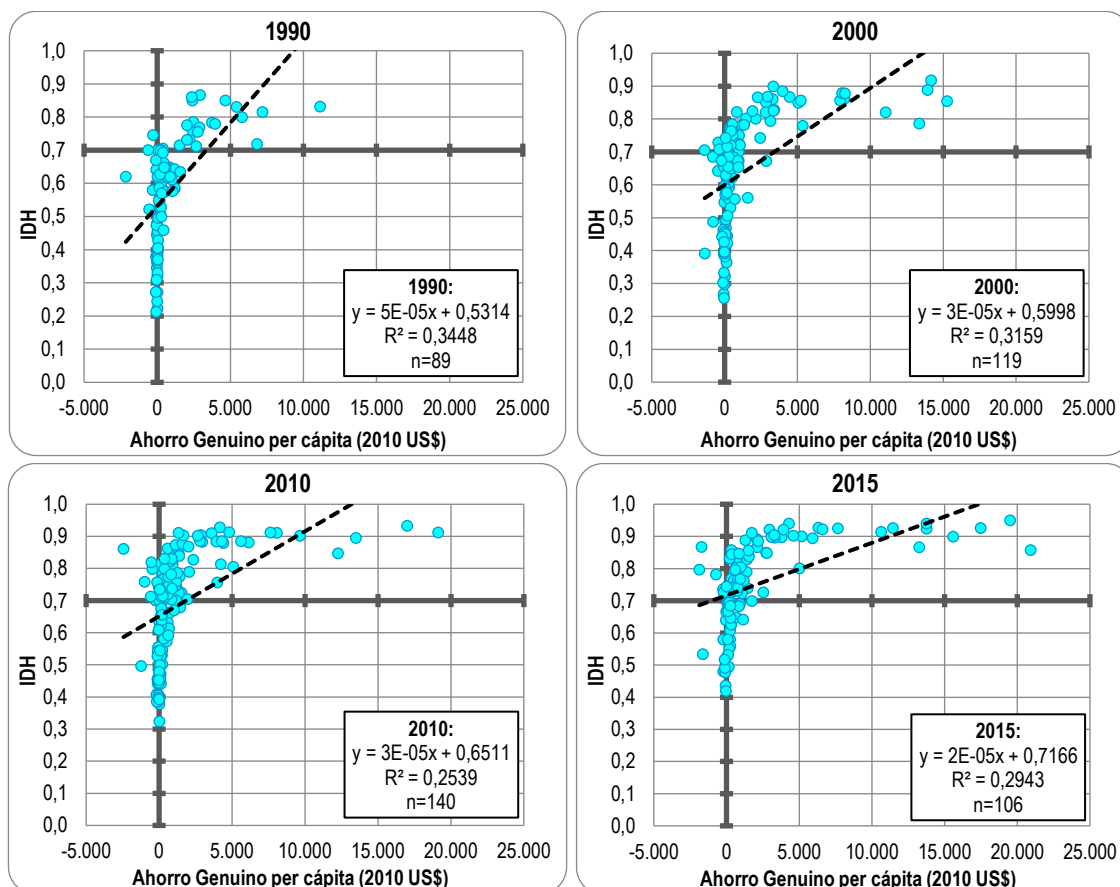 1990
1,0
0,9
0,8
0,7
0,6
0,5
0,4
0,3
0,2
0,1
0,0
IDH
1990:
y = 5E-05x + 0,5314
R² = 0,3448
n=89
-5.000 0 5.000 10.000 15.000 20.000 25.000
Ahorro Genuino per cápita (2010 US$)
2000
1,0
0,9
0,8
0,7
0,6
0,5
0,4
0,3
0,2
0,1
0,0
IDH
2000:
y = 3E-05x + 0,5998
R² = 0,3159
n=119
-5.000 0 5.000 10.000 15.000 20.000 25.000
Ahorro Genuino per cápita (2010 US$)
2010
1,0
0,9
0,8
0,7
0,6
0,5
0,4
0,3
0,2
0,1
0,0
IDH
2010:
y = 3E-05x + 0,6511
R² = 0,2539
n=140
-5.000 0 5.000 10.000 15.000 20.000 25.000
Ahorro Genuino per cápita (2010 US$)
2015
1,0
0,9
0,8
0,7
0,6
0,5
0,4
0,3
0,2
0,1
0,0
IDH
2015:
y = 2E-05x + 0,7166
R² = 0,2943
n=106
-5.000 0 5.000 10.000 15.000 20.000 25.000
Ahorro Genuino per cápita (2010 US$)